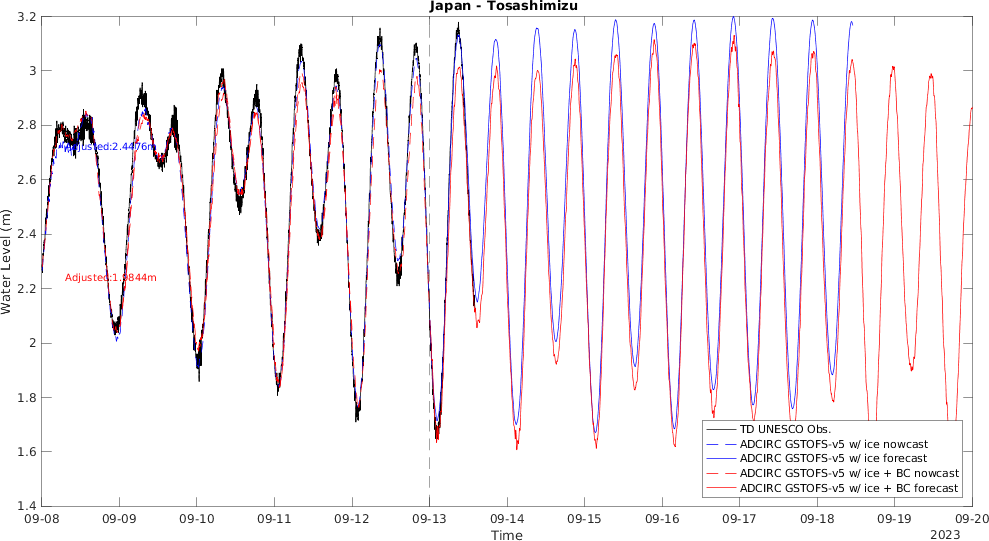 Japan - Tosashimizu
3.2
3
2.8
2.6
2.4
2.2
2
1.8
1.6
1.4
Water Level (m)
Adjusted:2.4476m
Adjusted:1.9844m
TD UNESCO Obs.
ADCIRC GSTOFS-v5 w/ ice nowcast
ADCIRC GSTOFS-v5 w/ ice forecast
ADCIRC GSTOFS-v5 w/ ice + BC nowcast
ADCIRC GSTOFS-v5 w/ ice + BC forecast
09-08 09-09 09-10 09-11 09-12 09-13 09-14 09-15 09-16 09-17 09-18 09-19 09-20
Time
2023